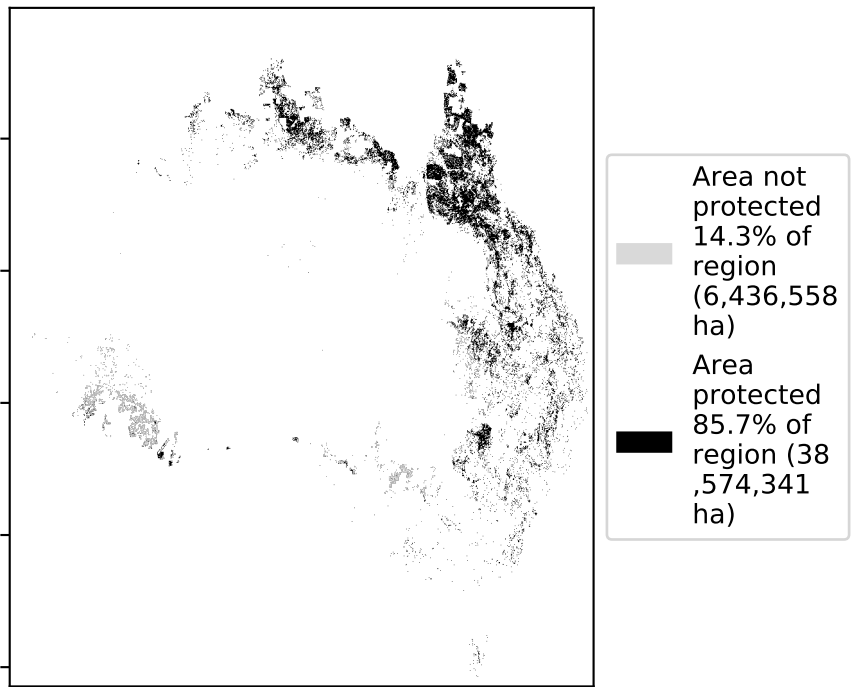 Area not
protected
14.3% of
region
(6,436,558
ha)
Area
protected
85.7% of
region (38
,574,341
ha)